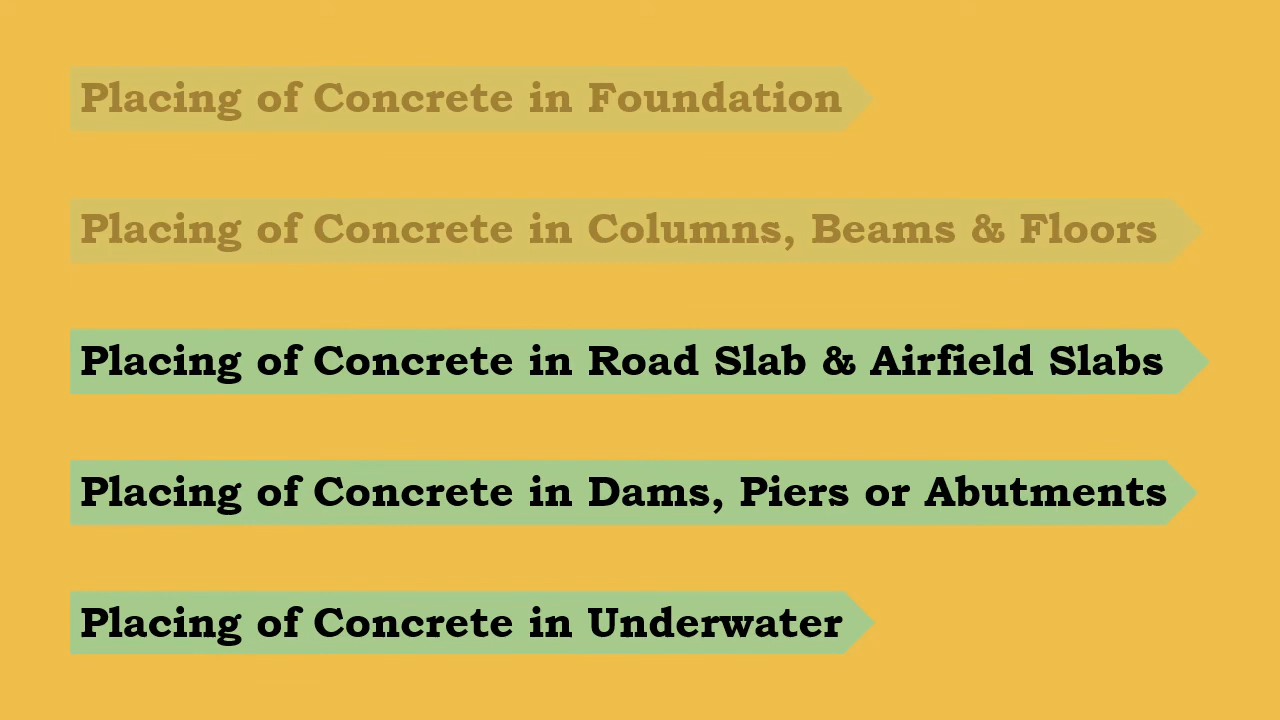 Placing of Concrete in Foundation
Placing of Concrete in Columns, Beams & Floors
Placing of Concrete in Road Slab & Airfield Slabs
Placing of Concrete in Dams, Piers or Abutments
Placing of Concrete in Underwater